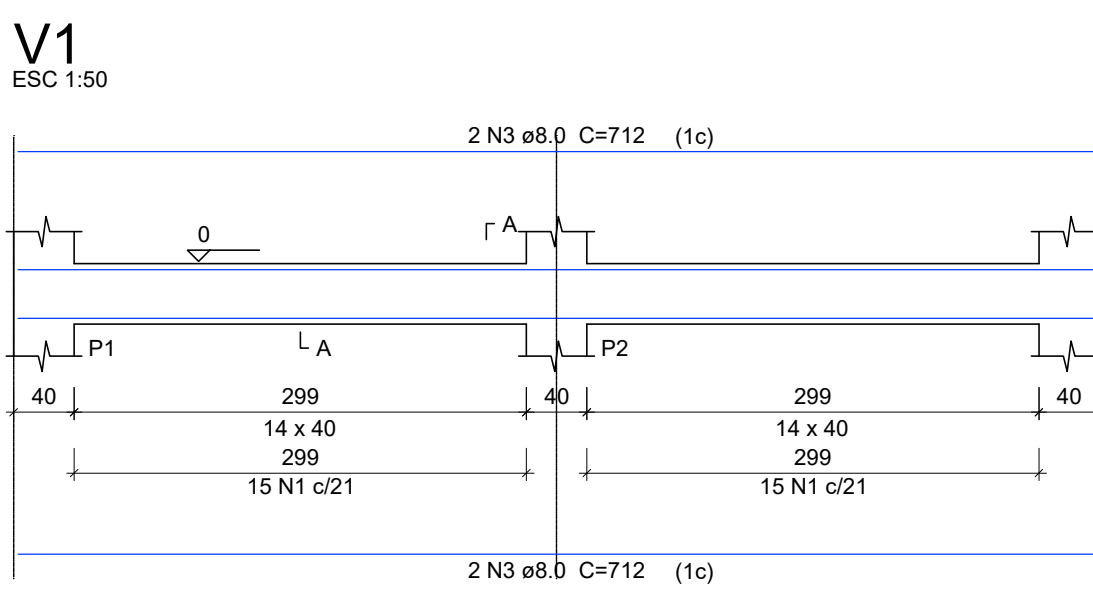 V1
ESC 1:50
2 N3 ø8.0 C=712 (1c)
0
A
P1
A
P2
40 299 40 299 40
14 x 40 14 x 40
299 299
15 N1 c/21 15 N1 c/21
2 N3 ø8.0 C=712 (1c)